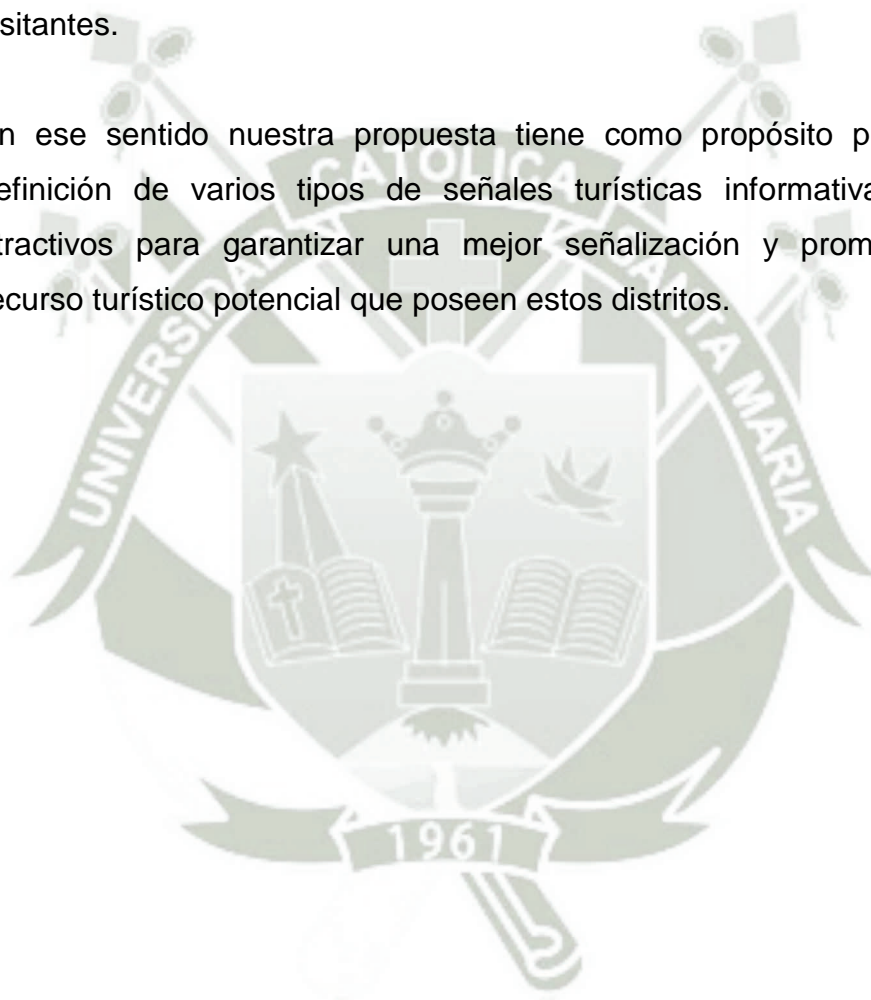 sitantes.
n ese sentido nuestra propuesta tiene como propósito p
efinición de varios tipos de señales turísticas informativa
tractivos para garantizar una mejor señalización y prom
ecurso turístico potencial que poseen estos distritos.
UNIVERSIDAD CATOLICA SANTA MARIA
1961